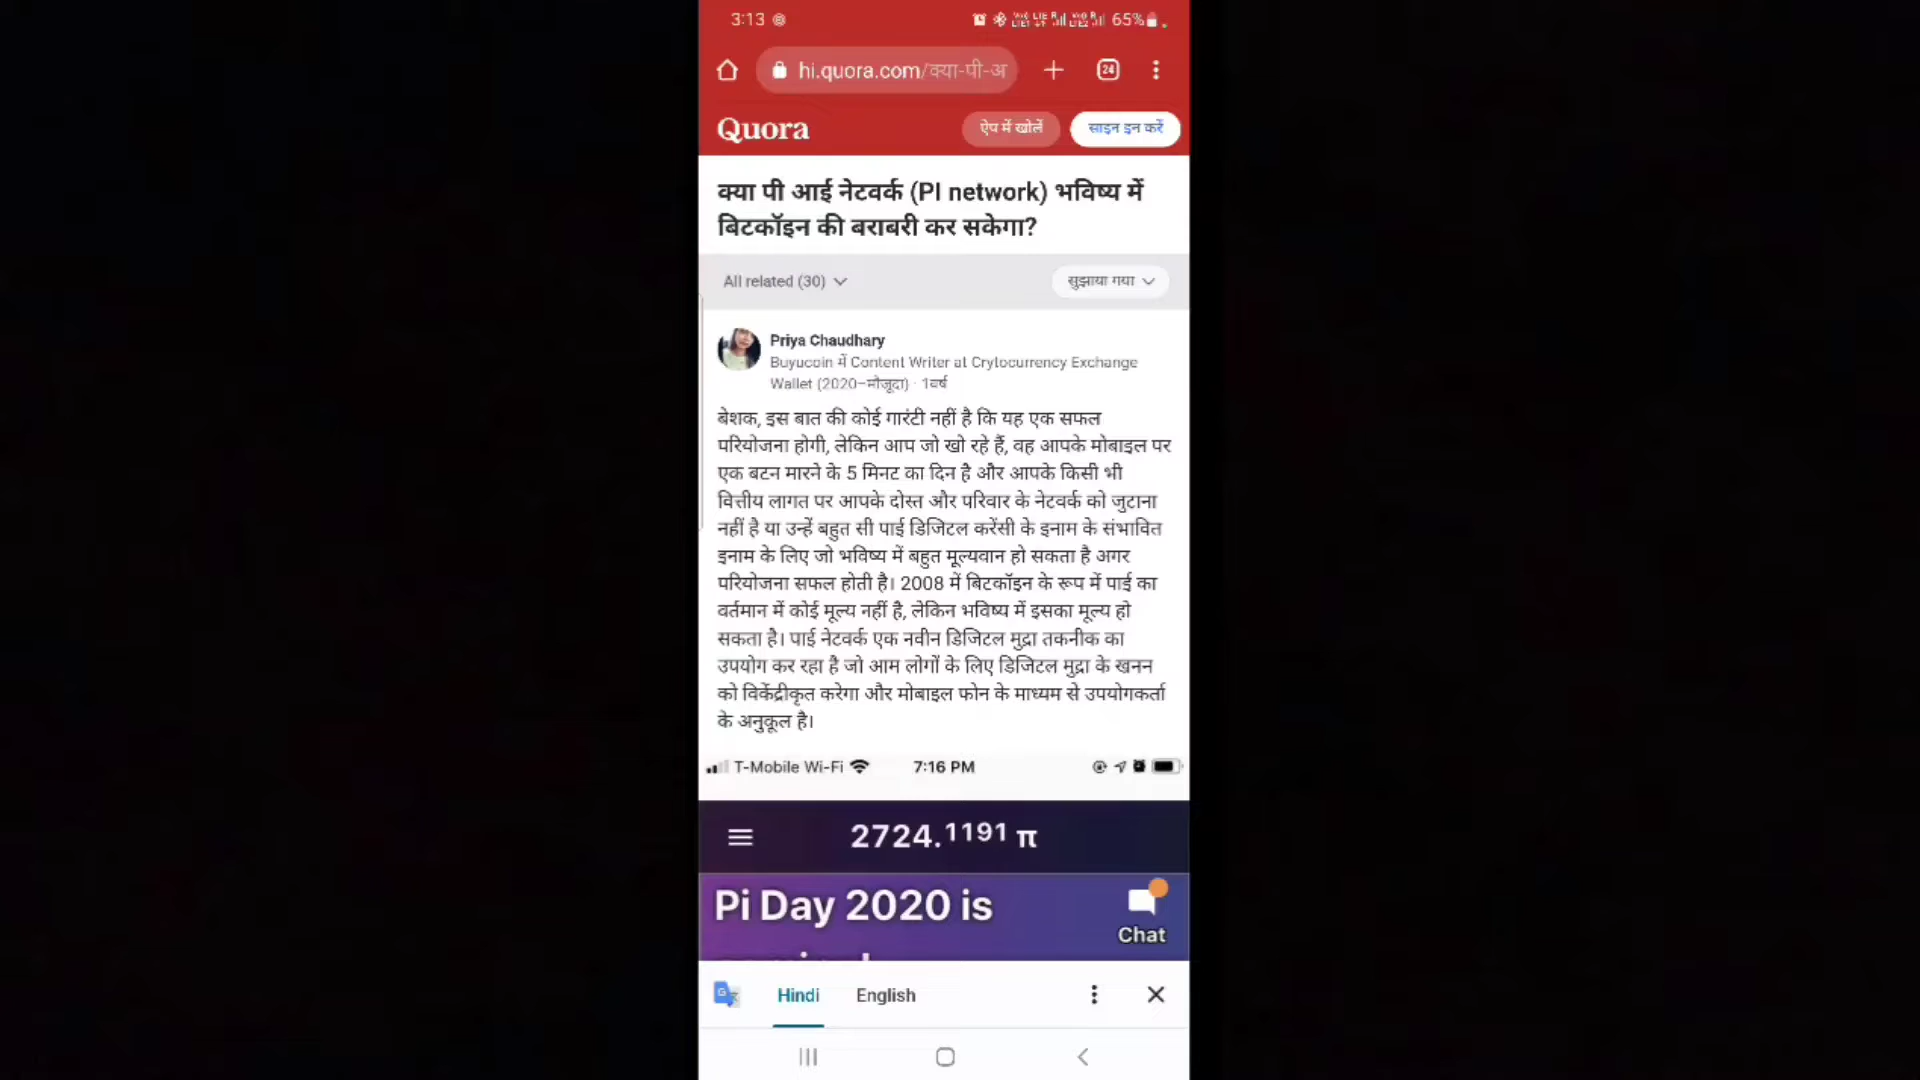 3:13
65%
hi.quora.com/क्या-पी-अ
24
Quora
ऐप में खोलें
साइन इन करें
क्या पी आई नेटवर्क (PI network) भविष्य में
बिटकॉइन की बराबरी कर सकेगा?
All related (30)
सुझाया गया
Priya Chaudhary
Buyucoin में Content Writer at Crytocurrency Exchange
Wallet (2020–मौजूदा) · 1वर्ष
बेशक, इस बात की कोई गारंटी नहीं है कि यह एक सफल
परियोजना होगी, लेकिन आप जो खो रहे हैं, वह आपके मोबाइल पर
एक बटन मारने के 5 मिनट का दिन है और आपके किसी भी
वित्तीय लागत पर आपके दोस्त और परिवार के नेटवर्क को जुटाना
नहीं है या उन्हें बहुत सी पाई डिजिटल करेंसी के इनाम के संभावित
इनाम के लिए जो भविष्य में बहुत मूल्यवान हो सकता है अगर
परियोजना सफल होती है। 2008 में बिटकॉइन के रूप में पाई का
वर्तमान में कोई मूल्य नहीं है, लेकिन भविष्य में इसका मूल्य हो
सकता है। पाई नेटवर्क एक नवीन डिजिटल मुद्रा तकनीक का
उपयोग कर रहा है जो आम लोगों के लिए डिजिटल मुद्रा के खनन
को विकेंद्रीकृत करेगा और मोबाइल फोन के माध्यम से उपयोगकर्ता
के अनुकूल है।
T-Mobile Wi-Fi 7:16 PM
2724.1191 π
Pi Day 2020 is
Chat
Hindi English